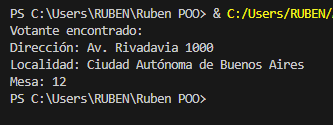 PS C:\Users\RUBEN\Ruben POO> & C:/Users/RUBEN/
Votante encontrado:
Dirección: Av. Rivadavia 1000
Localidad: Ciudad Autónoma de Buenos Aires
Mesa: 12
PS C:\Users\RUBEN\Ruben POO>